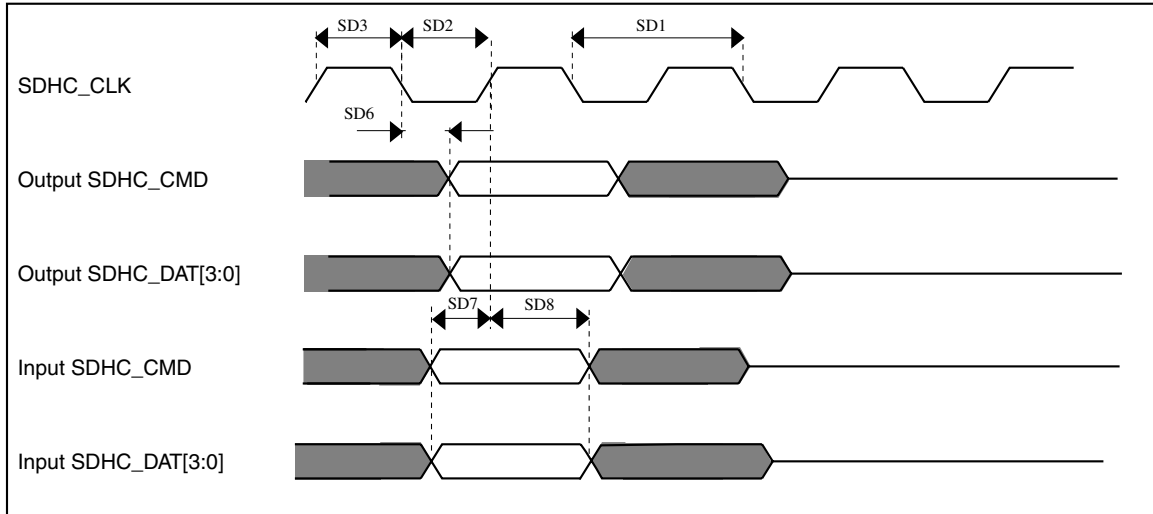 SD3 SD2 SD1
SDHC_CLK
SD6
Output SDHC_CMD
Output SDHC_DAT[3:0]
SD7 SD8
Input SDHC_CMD
Input SDHC_DAT[3:0]